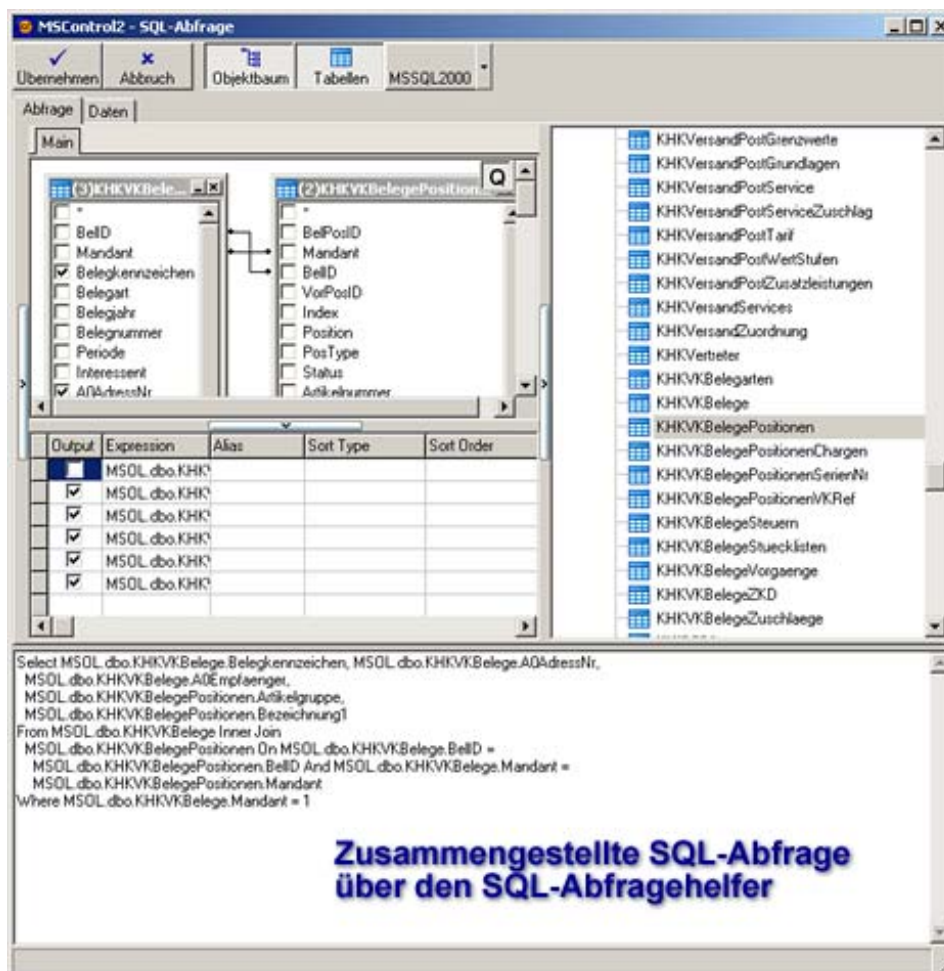 MSControl2 - SQL-Abfrage
Übernehmen Abbruch Objektbaum Tabellen MSSQL2000
Abfrage Daten
Main
(3)KHKVKBele...
*
BelID
Mandant
Belegkennzeichen
Belegart
Belegjahr
Belegnummer
Periode
Interessent
A0AdressNr
(2)KHKVKBelegePosition... Q
*
BelPosID
Mandant
BelID
VorPosID
Index
Position
PosType
Status
Artikelnummer
Output Expression Alias Sort Type Sort Order
MSOL.dbo.KHK
MSOL.dbo.KHK
MSOL.dbo.KHK
MSOL.dbo.KHK
MSOL.dbo.KHK
MSOL.dbo.KHK
KHKVersandPostGrenzwerte
KHKVersandPostGrundlagen
KHKVersandPostService
KHKVersandPostServiceZuschlag
KHKVersandPostTarif
KHKVersandPostWertStufen
KHKVersandPostZusatzleistungen
KHKVersandServices
KHKVersandZuordnung
KHKVertreter
KHKVKBelegarten
KHKVKBelege
KHKVKBelegePositionen
KHKVKBelegePositionenChargen
KHKVKBelegePositionenSerienNr
KHKVKBelegePositionenVKRef
KHKVKBelegeSteuern
KHKVKBelegeStuecklisten
KHKVKBelegeVorgaenge
KHKVKBelegeZKD
KHKVKBelegeZuschlaege
Select MSOL.dbo.KHKVKBelege.Belegkennzeichen, MSOL.dbo.KHKVKBelege.A0AdressNr,
MSOL.dbo.KHKVKBelege.A0Empfaenger,
MSOL.dbo.KHKVKBelegePositionen.Artikelgruppe,
MSOL.dbo.KHKVKBelegePositionen.Bezeichnung1
From MSOL.dbo.KHKVKBelege Inner Join
MSOL.dbo.KHKVKBelegePositionen On MSOL.dbo.KHKVKBelege.BelID =
MSOL.dbo.KHKVKBelegePositionen.BelID And MSOL.dbo.KHKVKBelege.Mandant =
MSOL.dbo.KHKVKBelegePositionen.Mandant
Where MSOL.dbo.KHKVKBelege.Mandant = 1
Zusammengestellte SQL-Abfrage
über den SQL-Abfragehelfer